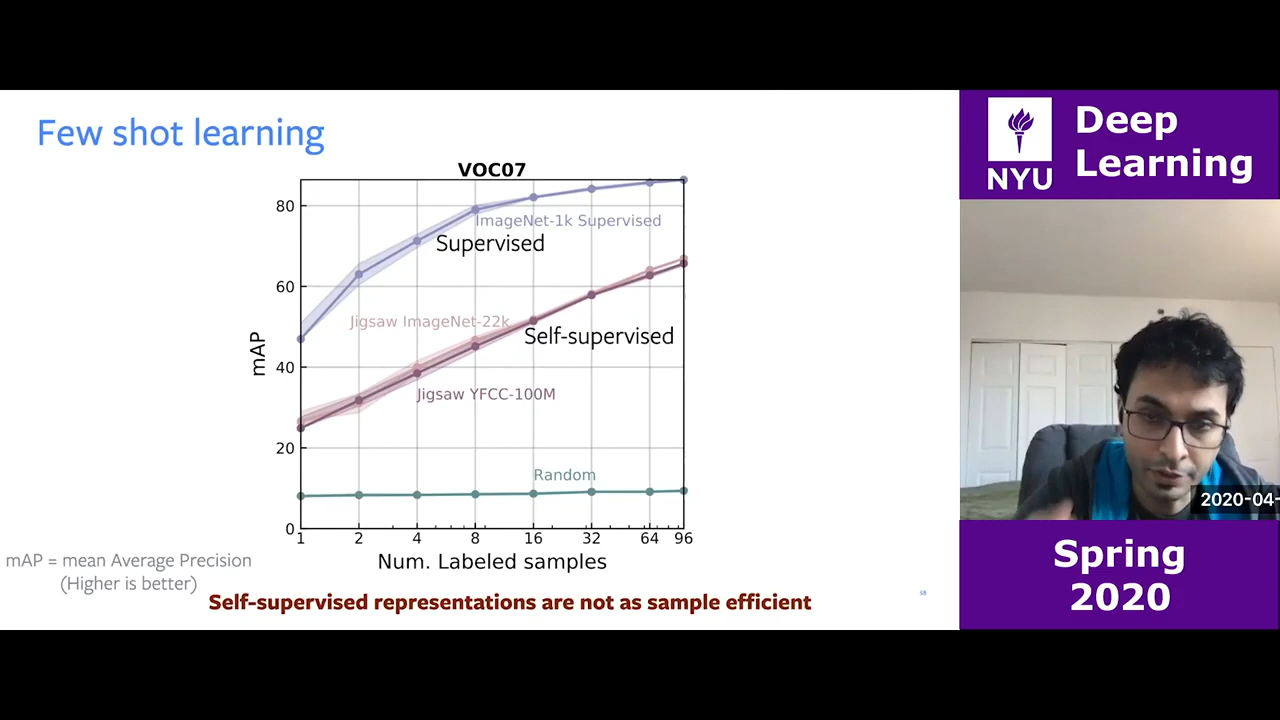 Few shot learning
VOC07
80
60
40
20
0
mAP
ImageNet-1k Supervised
Supervised
Jigsaw ImageNet-22k
Self-supervised
Jigsaw YFCC-100M
Random
1 2 4 8 16 32 64 96
Num. Labeled samples
mAP = mean Average Precision
(Higher is better)
Self-supervised representations are not as sample efficient
NYU
Deep
Learning
2020-04-
Spring
2020